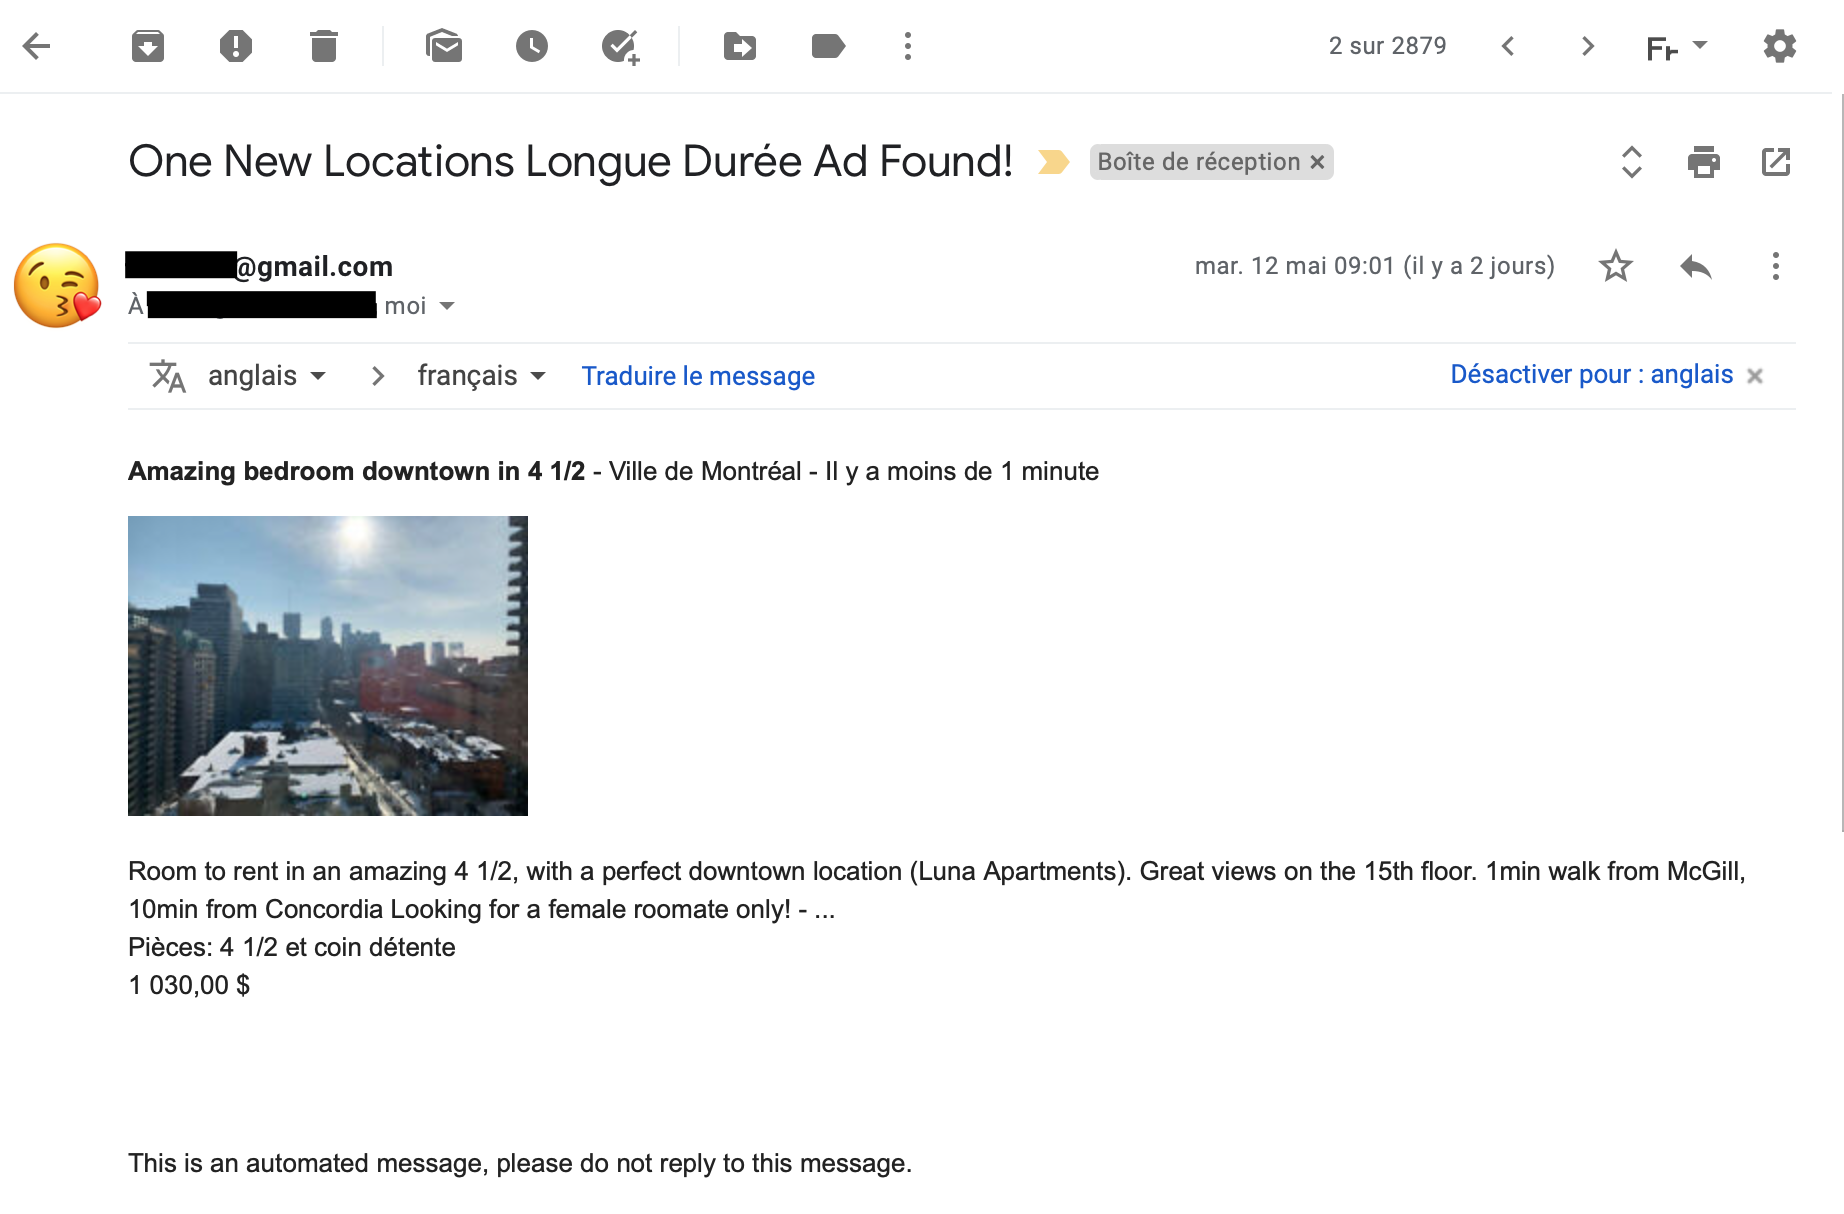 2 sur 2879
Fr
One New Locations Longue Durée Ad Found!
Boîte de réception ×
@gmail.com
mar. 12 mai 09:01 (il y a 2 jours)
À moi
anglais > français Traduire le message
Désactiver pour : anglais ×
Amazing bedroom downtown in 4 1/2 - Ville de Montréal - Il y a moins de 1 minute
Room to rent in an amazing 4 1/2, with a perfect downtown location (Luna Apartments). Great views on the 15th floor. 1min walk from McGill,
10min from Concordia Looking for a female roomate only! - ...
Pièces: 4 1/2 et coin détente
1 030,00 $
This is an automated message, please do not reply to this message.